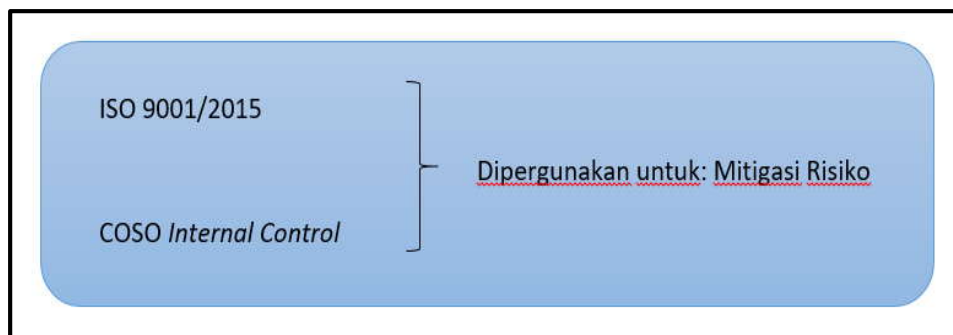 ISO 9001/2015
Dipergunakan untuk: Mitigasi Risiko
COSO Internal Control